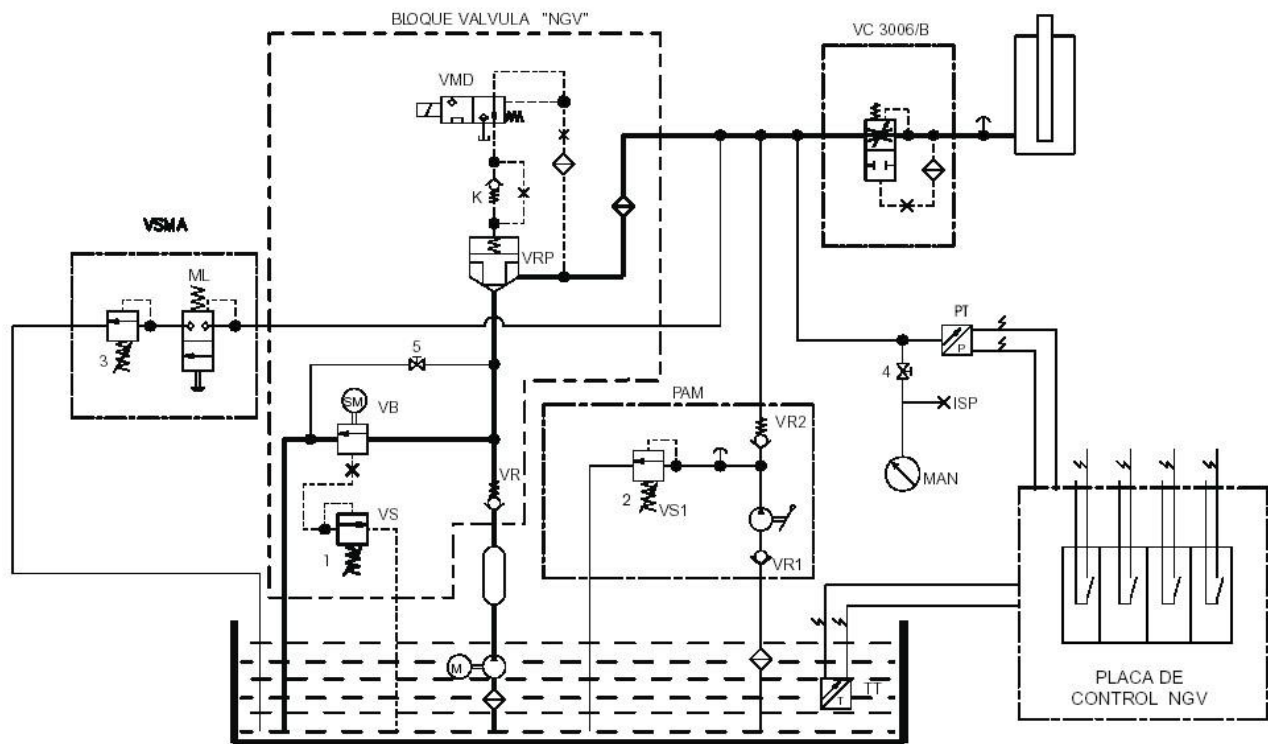 BLOQUE VALVULA "NGV"
VC 3006/B
VMD
K
VSMA
ML
VRP
3
5
PT
P
4
ISP
PAM
SM
VB
VR2
MAN
VR
2
VS1
VS
1
VR1
M
T
TT
PLACA DE
CONTROL NGV